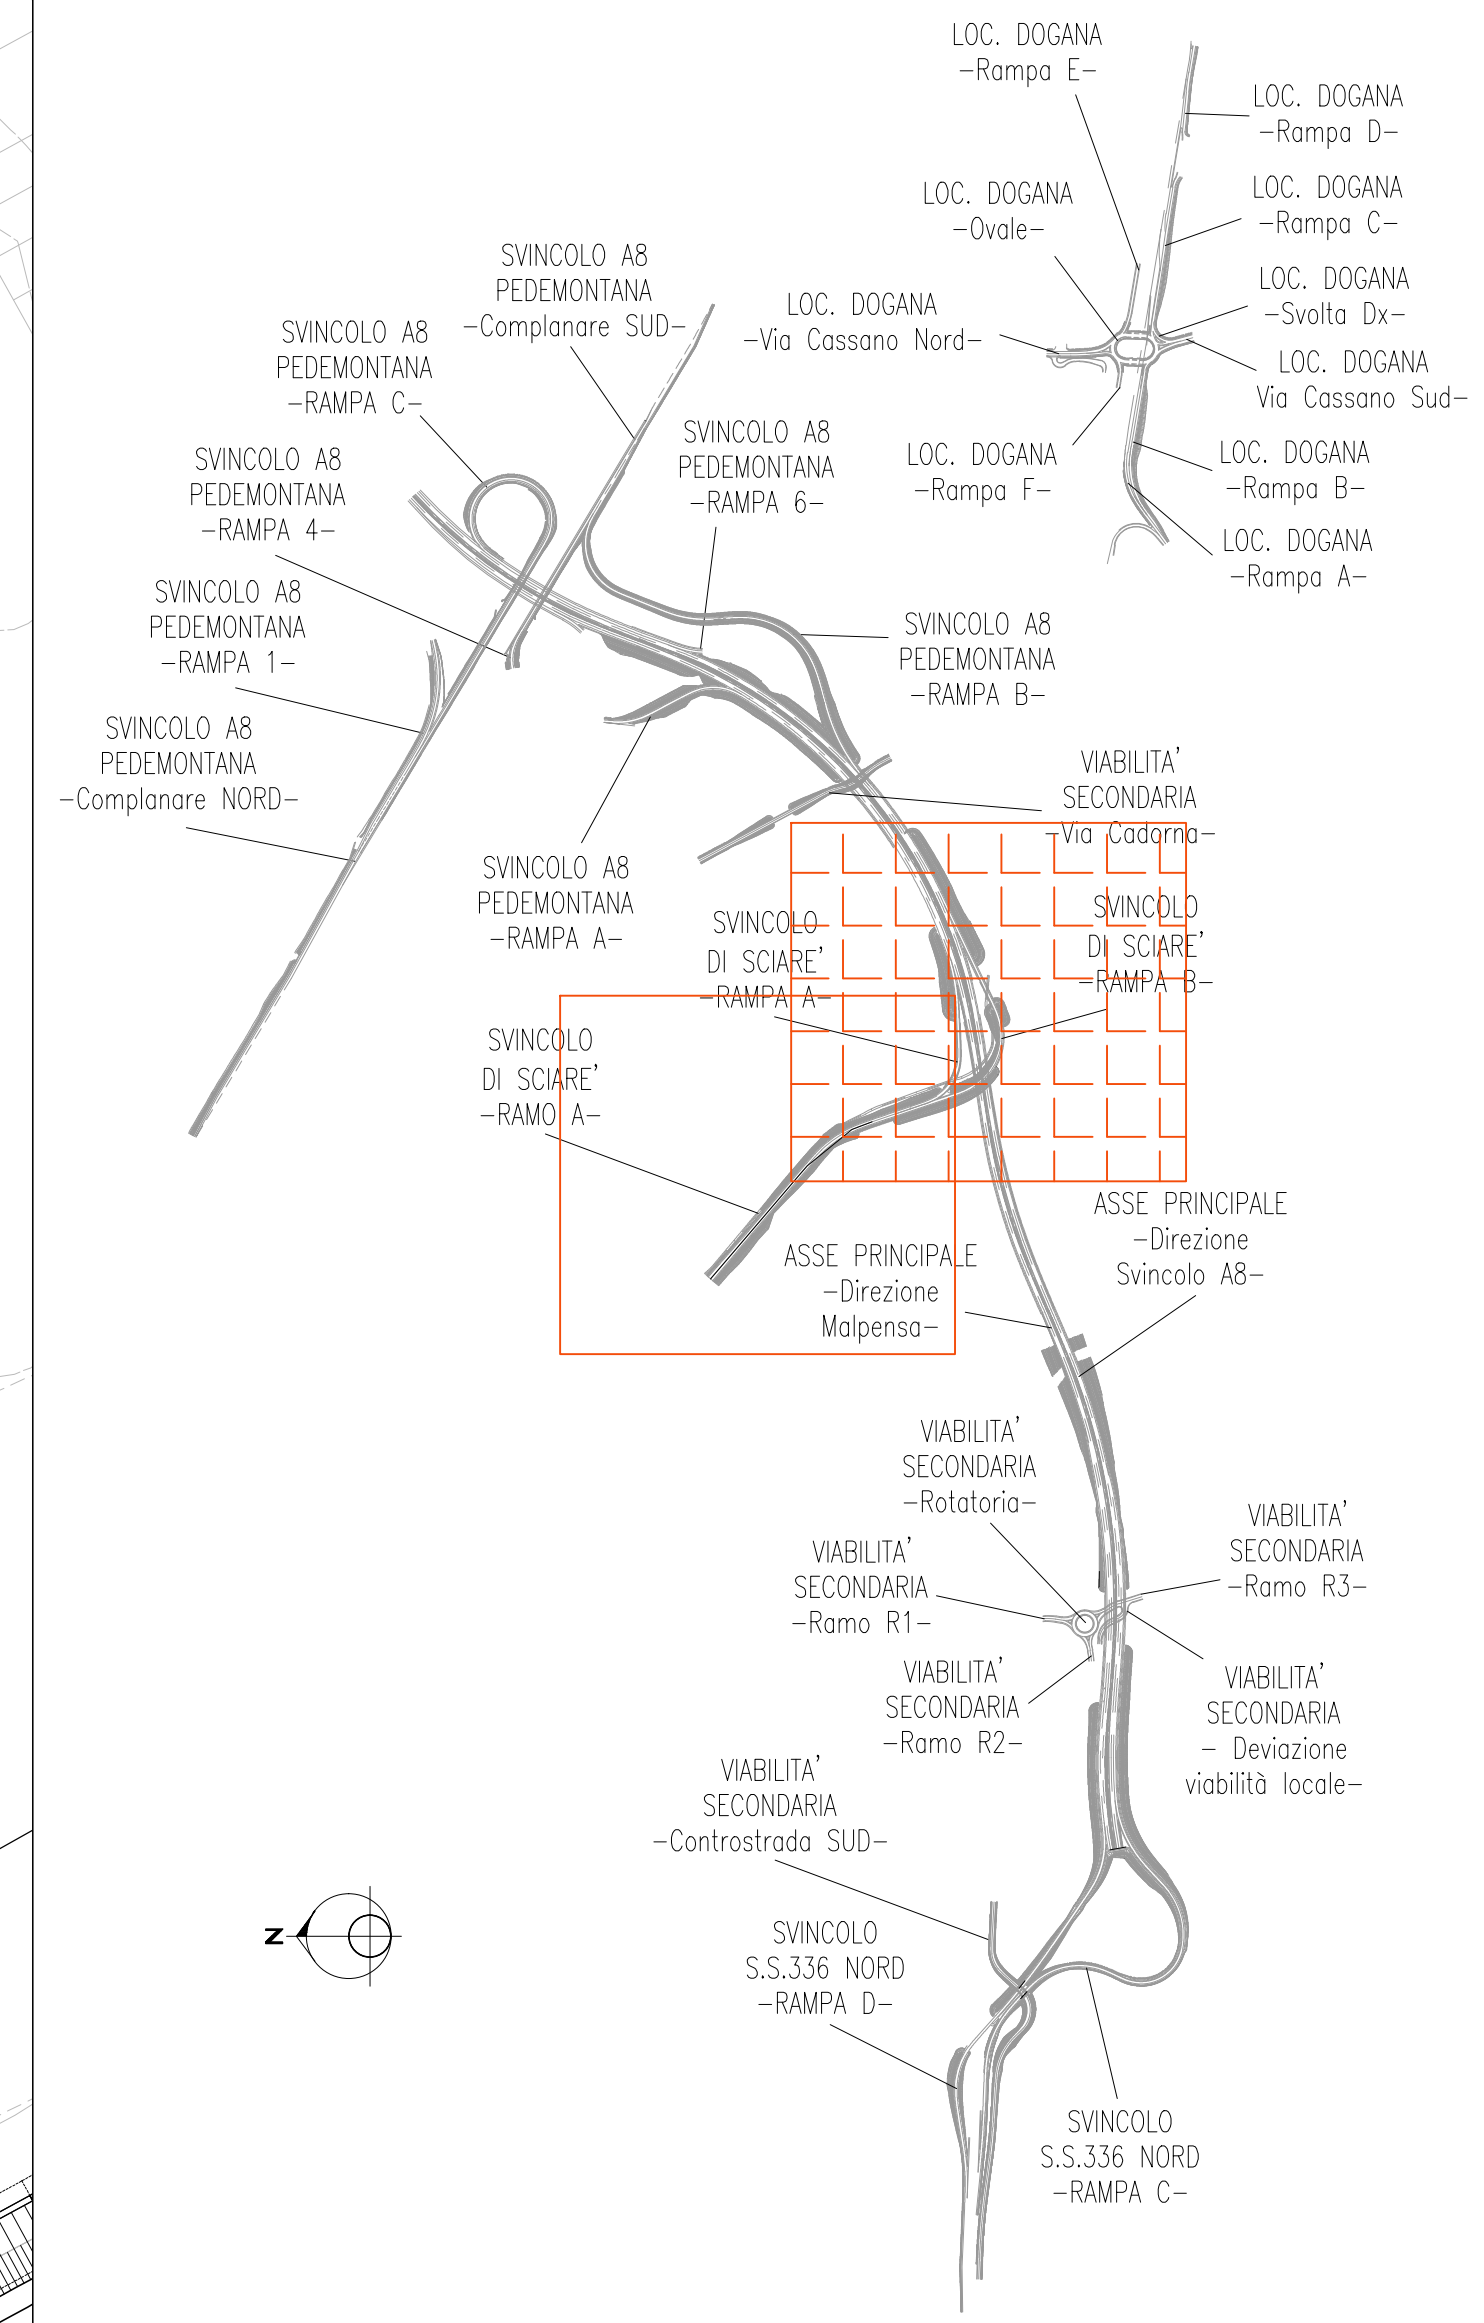 LOC. DOGANA
–Rampa E–
LOC. DOGANA
–Rampa D–
LOC. DOGANA
–Ovale–
LOC. DOGANA
–Rampa C–
SVINCOLO A8
PEDEMONTANA
–Complanare SUD–
LOC. DOGANA
–Via Cassano Nord–
LOC. DOGANA
–Svolta Dx–
SVINCOLO A8
PEDEMONTANA
–RAMPA C–
LOC. DOGANA
Via Cassano Sud–
SVINCOLO A8
PEDEMONTANA
–RAMPA 4–
SVINCOLO A8
PEDEMONTANA
–RAMPA 6–
LOC. DOGANA
–Rampa F–
LOC. DOGANA
–Rampa B–
LOC. DOGANA
–Rampa A–
SVINCOLO A8
PEDEMONTANA
–RAMPA 1–
SVINCOLO A8
PEDEMONTANA
–RAMPA B–
SVINCOLO A8
PEDEMONTANA
–Complanare NORD–
VIABILITA'
SECONDARIA
–Via Cadorna–
SVINCOLO A8
PEDEMONTANA
–RAMPA A–
SVINCOLO
DI SCIARE'
–RAMPA A–
SVINCOLO
DI SCIARE'
–RAMPA B–
SVINCOLO
DI SCIARE'
–RAMO A–
ASSE PRINCIPALE
–Direzione
Svincolo A8–
ASSE PRINCIPALE
–Direzione
Malpensa–
VIABILITA'
SECONDARIA
–Rotatoria–
VIABILITA'
SECONDARIA
–Ramo R3–
VIABILITA'
SECONDARIA
–Ramo R1–
VIABILITA'
SECONDARIA
–Ramo R2–
VIABILITA'
SECONDARIA
– Deviazione
viabilità locale–
VIABILITA'
SECONDARIA
–Controstrada SUD–
N
SVINCOLO
S.S.336 NORD
–RAMPA D–
SVINCOLO
S.S.336 NORD
–RAMPA C–